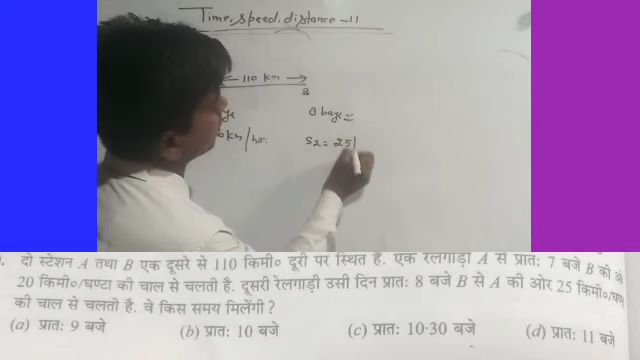 Time, speed, distance -11
110 km
B
8 baje
km/hr. S2 = 25
दो स्टेशन A तथा B एक दूसरे से 110 किमी० दूरी पर स्थित है. एक रेलगाड़ी A से प्रातः 7 बजे B की ओर
20 किमी०/घण्टा की चाल से चलती है. दूसरी रेलगाड़ी उसी दिन प्रातः 8 बजे B से A की ओर 25 किमी०/घण्टा
की चाल से चलती है. वे किस समय मिलेंगी ?
(a) प्रातः 9 बजे (b) प्रातः 10 बजे (c) प्रातः 10·30 बजे (d) प्रातः 11 बजे